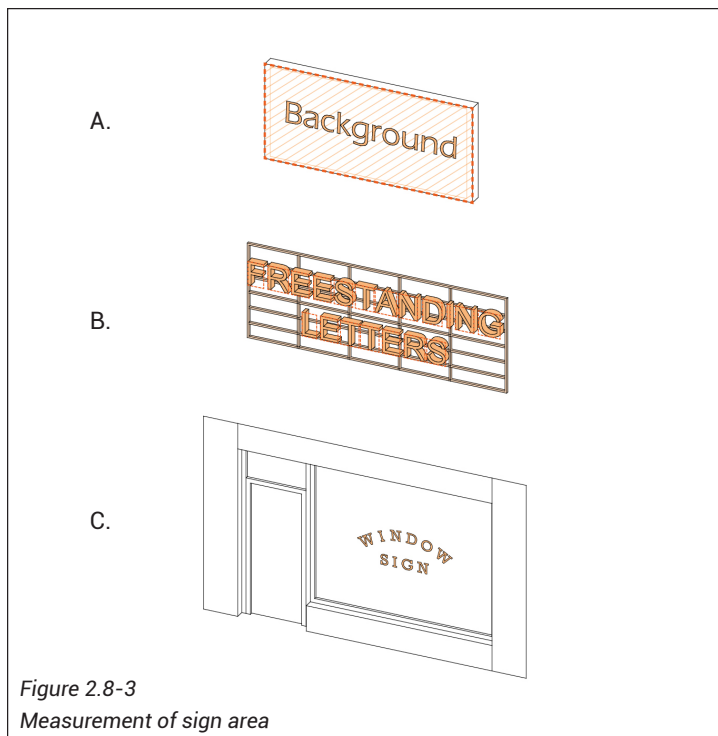 A.
Background
B.
FREESTANDING
LETTERS
C.
WINDOW
SIGN
Figure 2.8-3
Measurement of sign area